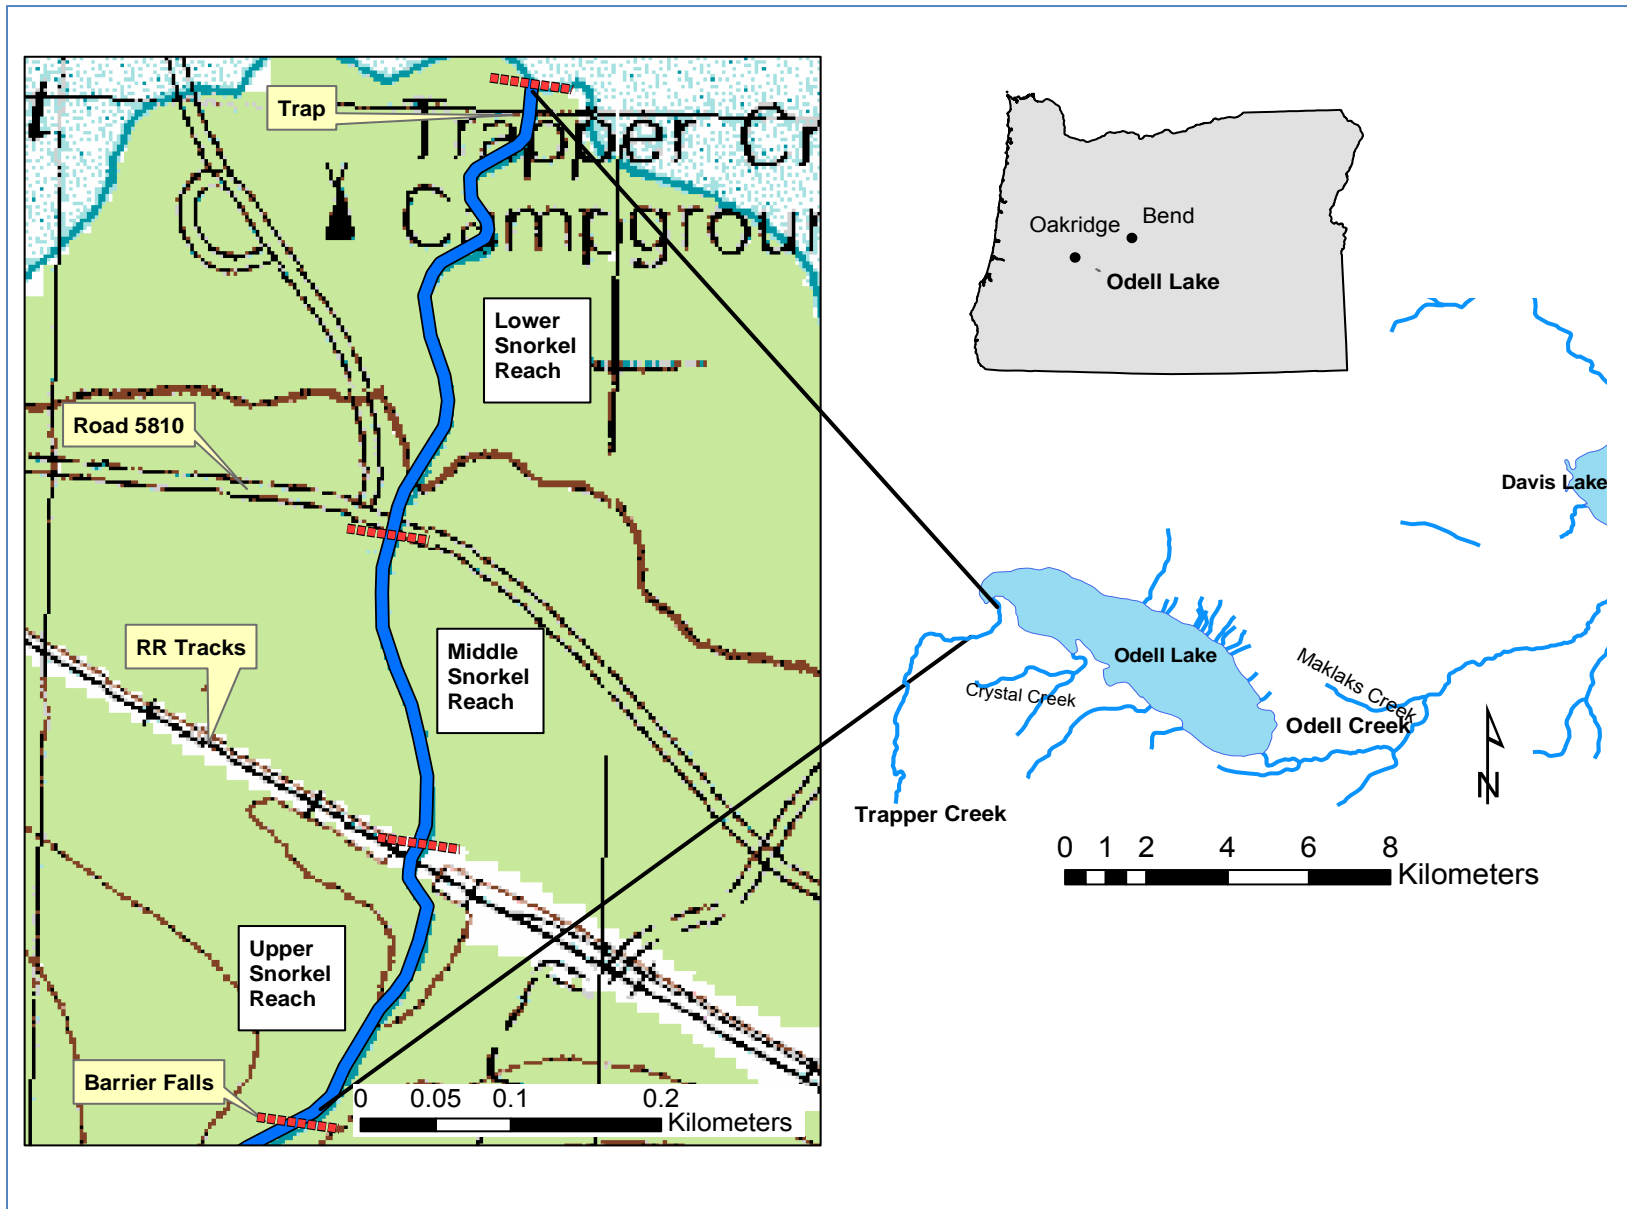 Trap
Trapper Cr
Campgrou
Lower
Snorkel
Reach
Road 5810
RR Tracks
Middle
Snorkel
Reach
Upper
Snorkel
Reach
Barrier Falls
0 0.05 0.1 0.2
Kilometers
Oakridge
Bend
Odell Lake
Davis Lake
Odell Lake
Crystal Creek
Maklaks Creek
Odell Creek
Trapper Creek
N
0 1 2 4 6 8
Kilometers